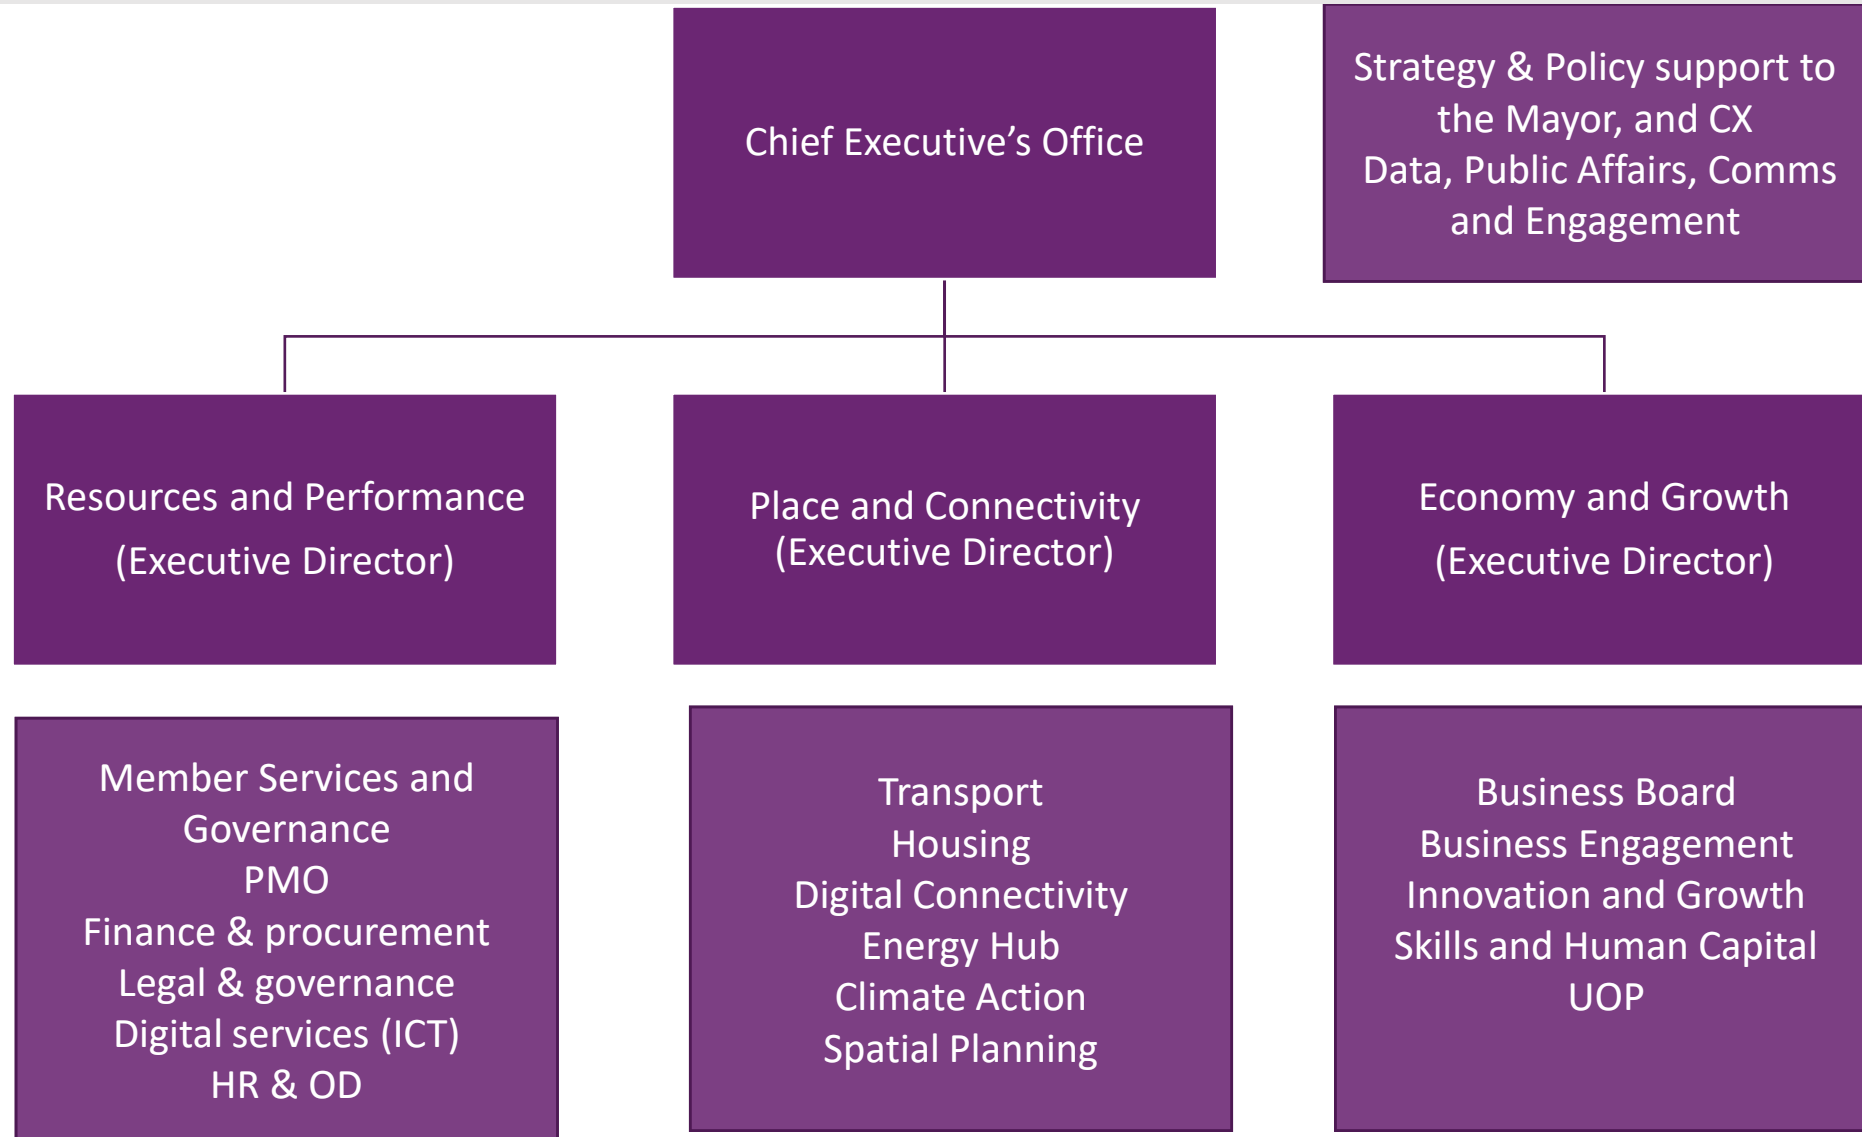 Chief Executive’s Office
Strategy & Policy support to
the Mayor, and CX
Data, Public Affairs, Comms
and Engagement
Resources and Performance
(Executive Director)
Place and Connectivity
(Executive Director)
Economy and Growth
(Executive Director)
Member Services and
Governance
PMO
Finance & procurement
Legal & governance
Digital services (ICT)
HR & OD
Transport
Housing
Digital Connectivity
Energy Hub
Climate Action
Spatial Planning
Business Board
Business Engagement
Innovation and Growth
Skills and Human Capital
UOP